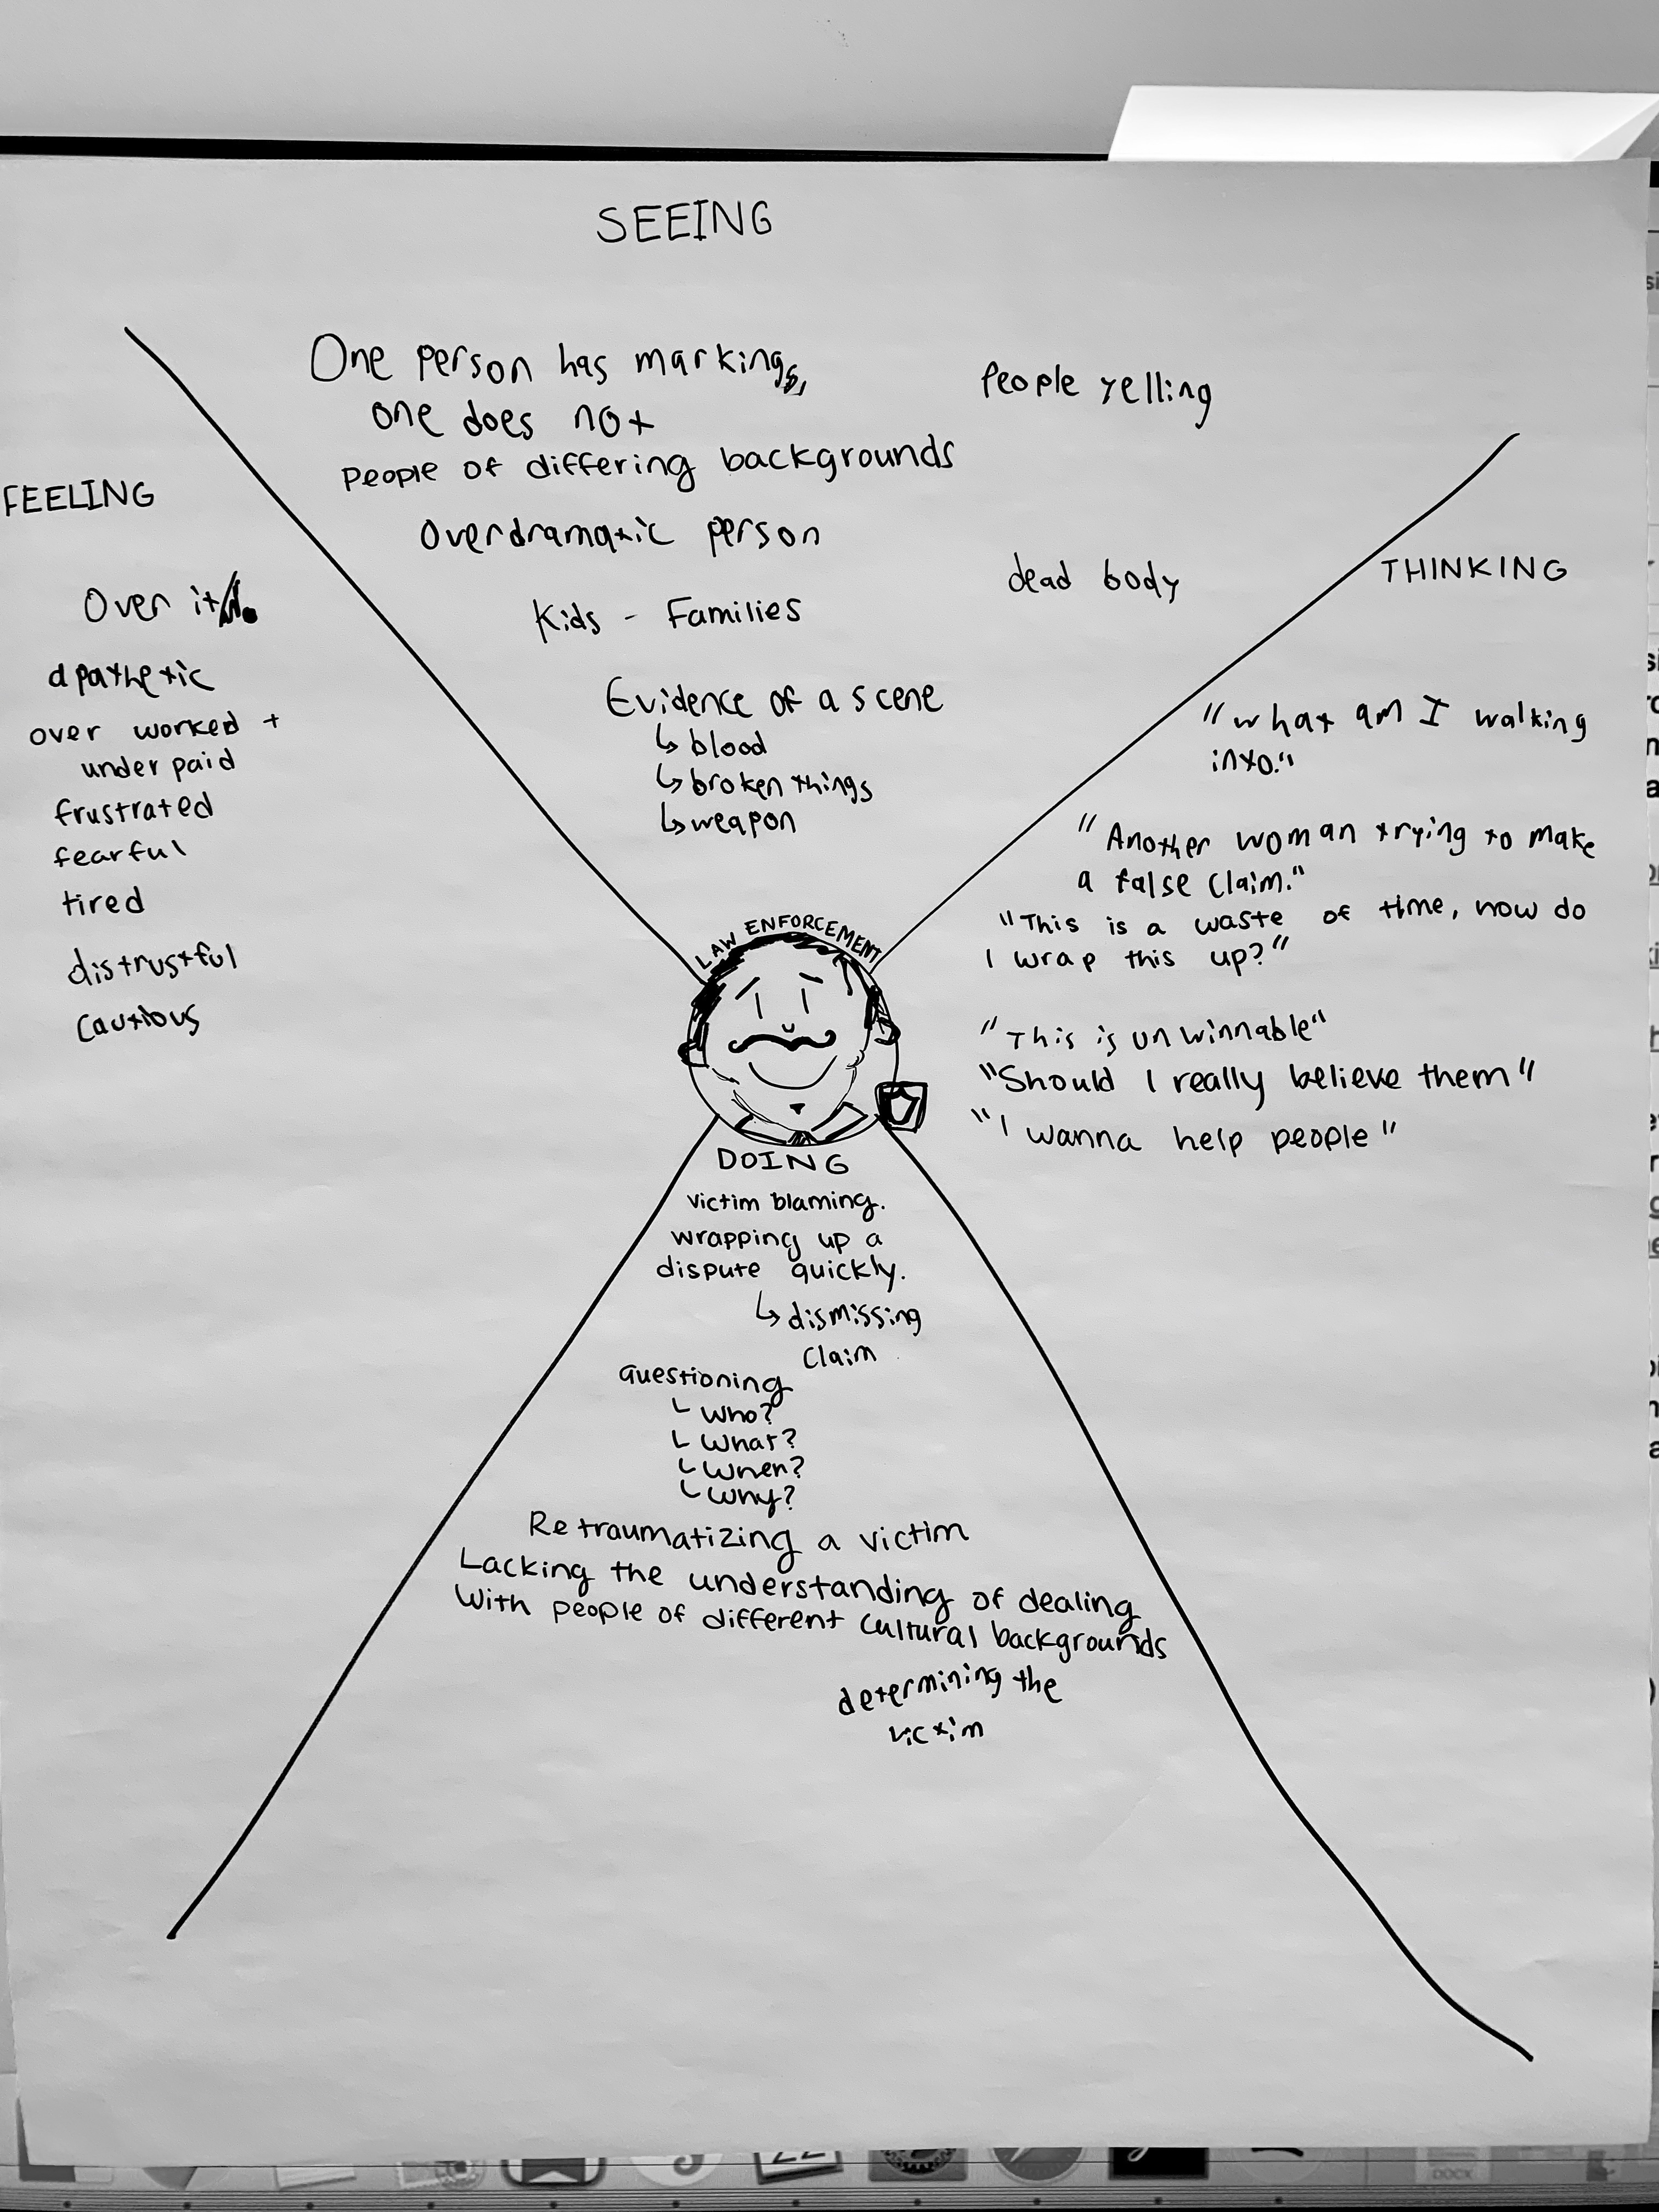 SEEING
One person has markings,
one does not
People of differing backgrounds
Overdramatic person
Kids - Families
Evidence of a scene
↳ blood
↳ broken things
↳ weapon
People yelling
dead body
FEELING
Over it
apathetic
over worked +
under paid
frustrated
fearful
tired
distrustful
cautious
THINKING
"what am I walking
into."
"Another woman trying to make
a false claim."
"This is a waste of time, how do
I wrap this up?"
"This is unwinnable"
"Should I really believe them"
"I wanna help people"
LAW ENFORCEMENT
DOING
victim blaming.
wrapping up a
dispute quickly.
↳ dismissing
claim
questioning
└ who?
└ what?
└ when?
└ why?
Retraumatizing a victim
Lacking the understanding of dealing
With people of different cultural backgrounds
determining the
victim
DOCX